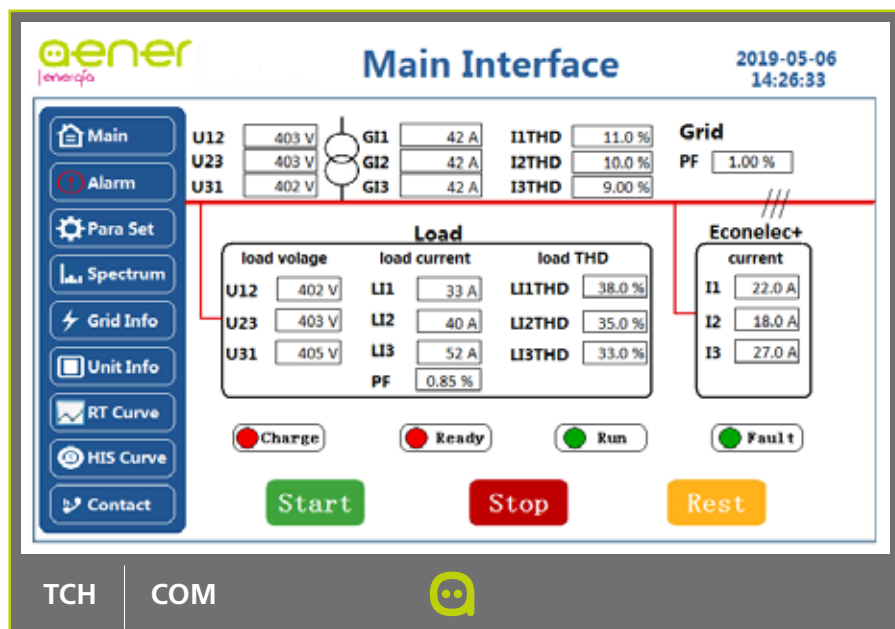 aener
energía
Main Interface
2019-05-06
14:26:33
Main
Alarm
Para Set
Spectrum
Grid Info
Unit Info
RT Curve
HIS Curve
Contact
U12 403 V GI1 42 A I1THD 11.0 %
U23 403 V GI2 42 A I2THD 10.0 %
U31 402 V GI3 42 A I3THD 9.00 %
Grid
PF 1.00 %
Load
load volage load current load THD
U12 402 V LI1 33 A LI1THD 38.0 %
U23 403 V LI2 40 A LI2THD 35.0 %
U31 405 V LI3 52 A LI3THD 33.0 %
PF 0.85 %
Econelec+
current
I1 22.0 A
I2 18.0 A
I3 27.0 A
Charge Ready Run Fault
Start Stop Rest
TCH COM